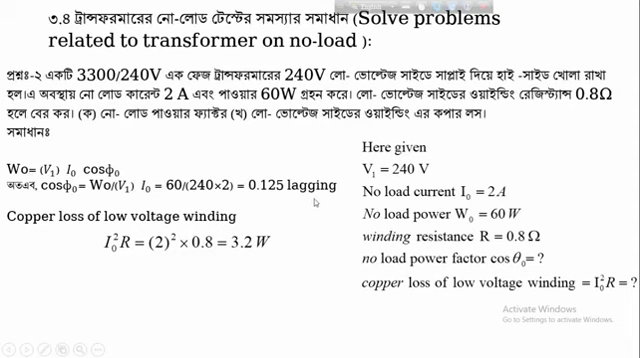 ৩.৪ ট্রান্সফরমারের নো-লোড টেস্টের সমস্যার সমাধান (Solve problems
related to transformer on no-load ):
প্রশ্নঃ-২ একটি 3300/240V এক ফেজ ট্রান্সফরমারের 240V লো- ভোল্টেজ সাইডে সাপ্লাই দিয়ে হাই -সাইড খোলা রাখা
হল। এ অবস্থায় নো লোড কারেন্ট 2 A এবং পাওয়ার 60W গ্রহন করে। লো- ভোল্টেজ সাইডের ওয়াইন্ডিং রেজিস্ট্যান্স 0.8Ω
হলে বের কর। (ক) নো- লোড পাওয়ার ফ্যাক্টর (খ) লো- ভোল্টেজ সাইডের ওয়াইন্ডিং এর কপার লস।
সমাধানঃ
Wo= (V₁) I₀ cosϕ₀
অতএব, cosϕ₀= Wo/(V₁) I₀ = 60/(240×2) = 0.125 lagging
Copper loss of low voltage winding
I₀²R = (2)² × 0.8 = 3.2 W
Here given
V₁ = 240 V
No load current I₀ = 2A
No load power W₀ = 60 W
winding resistance R = 0.8 Ω
no load power factor cos θ₀ = ?
copper loss of low voltage winding = I₀²R = ?
Activate Windows
Go to Settings to activate Windows.